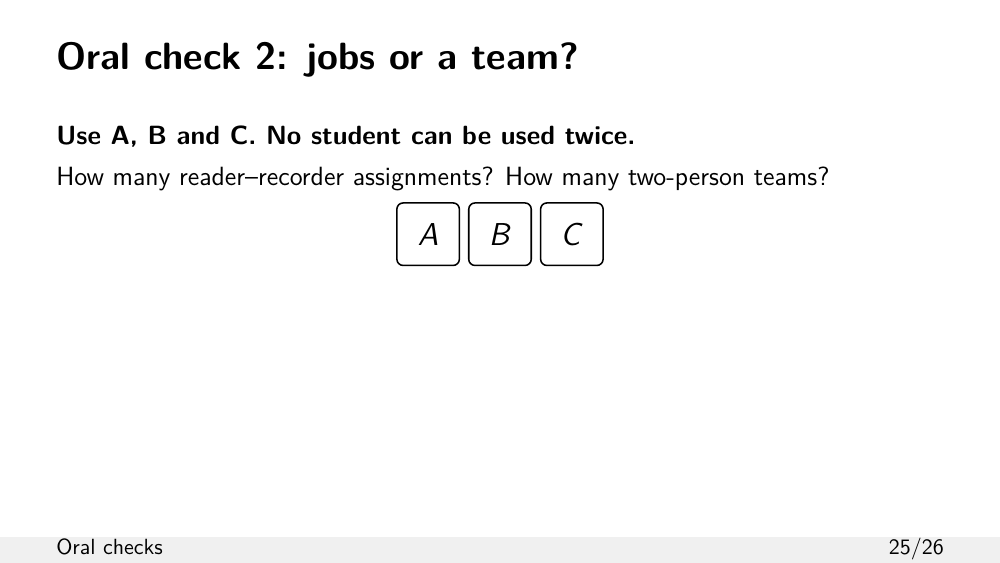 Oral check 2: jobs or a team?
Use A, B and C. No student can be used twice.
How many reader–recorder assignments? How many two-person teams?
A B C
Oral checks 25/26